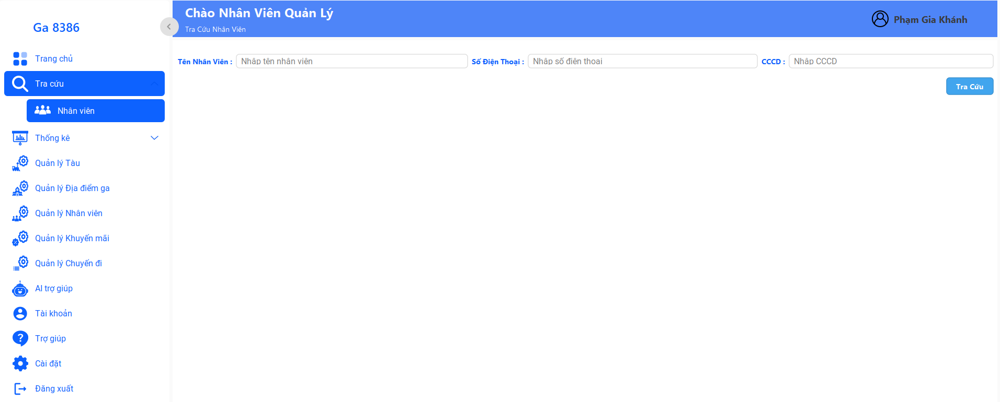 Ga 8386
Trang chủ
Tra cứu
Nhân viên
Thống kê
Quản lý Tàu
Quản lý Địa điểm ga
Quản lý Nhân viên
Quản lý Khuyến mãi
Quản lý Chuyến đi
AI trợ giúp
Tài khoản
Trợ giúp
Cài đặt
Đăng xuất
Chào Nhân Viên Quản Lý
Tra Cứu Nhân Viên
Phạm Gia Khánh
Tên Nhân Viên : Nhập tên nhân viên Số Điện Thoại : Nhập số điện thoại CCCD : Nhập CCCD
Tra Cứu